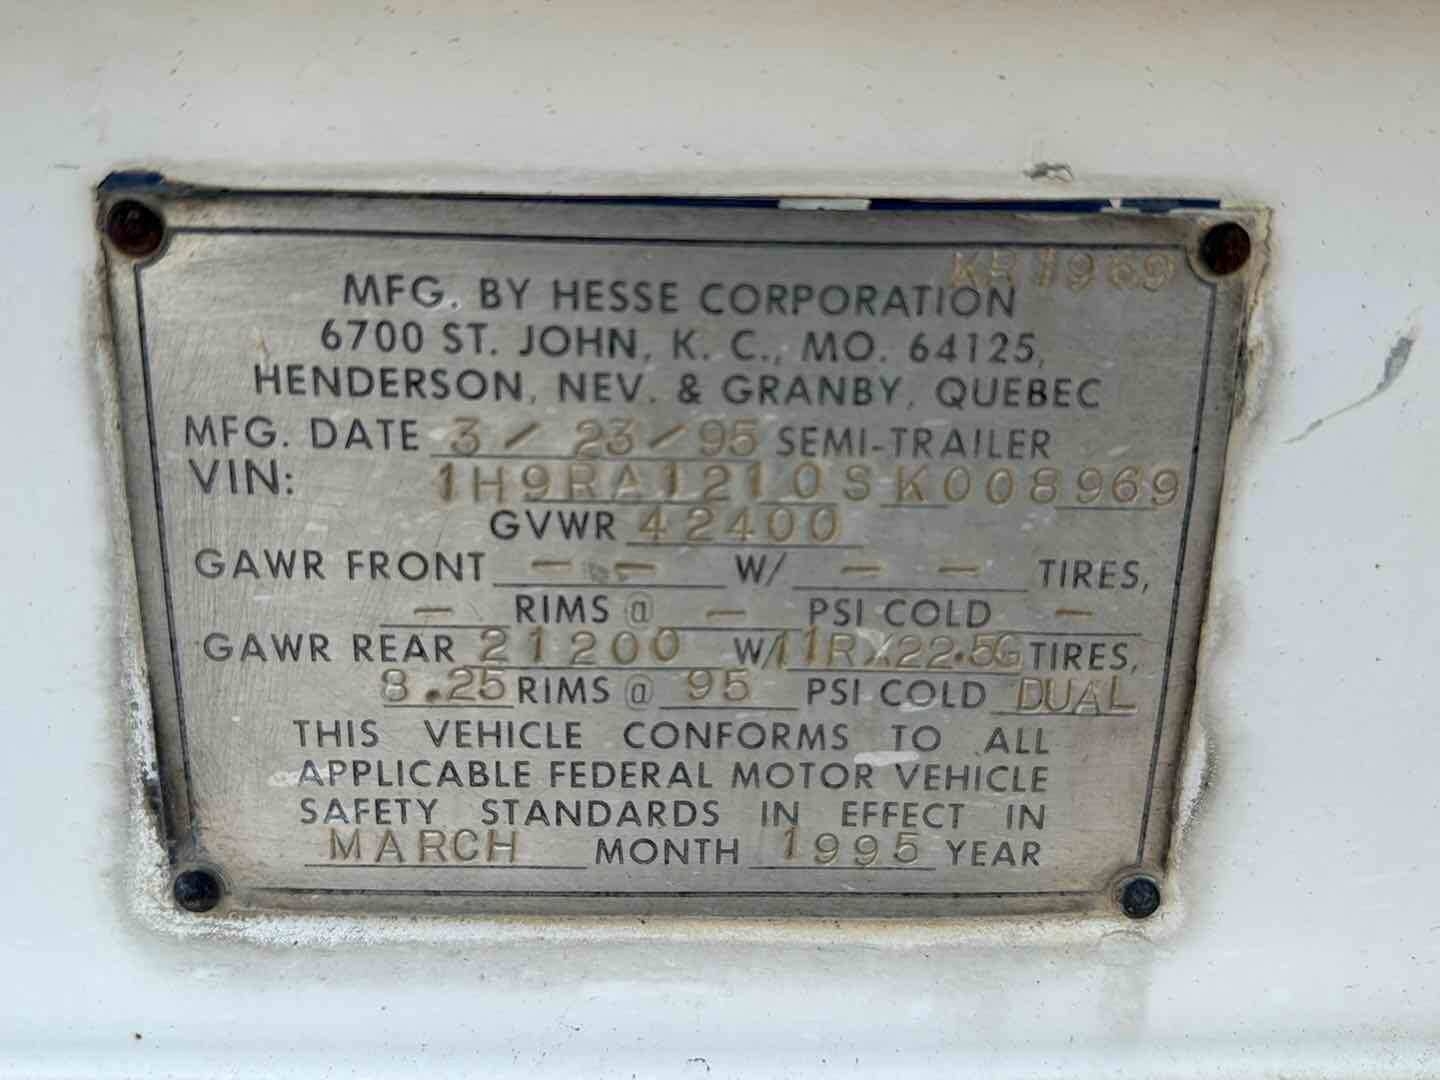 KR1969
MFG. BY HESSE CORPORATION
6700 ST. JOHN, K. C., MO. 64125,
HENDERSON, NEV. & GRANBY, QUEBEC
MFG. DATE 3 / 23 / 95 SEMI-TRAILER
VIN: 1H9RA1210SK008969
GVWR 42400
GAWR FRONT - - W/ - - TIRES,
- RIMS @ - PSI COLD -
GAWR REAR 21200 W/11RX22.5G TIRES,
8.25 RIMS @ 95 PSI COLD DUAL
THIS VEHICLE CONFORMS TO ALL
APPLICABLE FEDERAL MOTOR VEHICLE
SAFETY STANDARDS IN EFFECT IN
MARCH MONTH 1995 YEAR